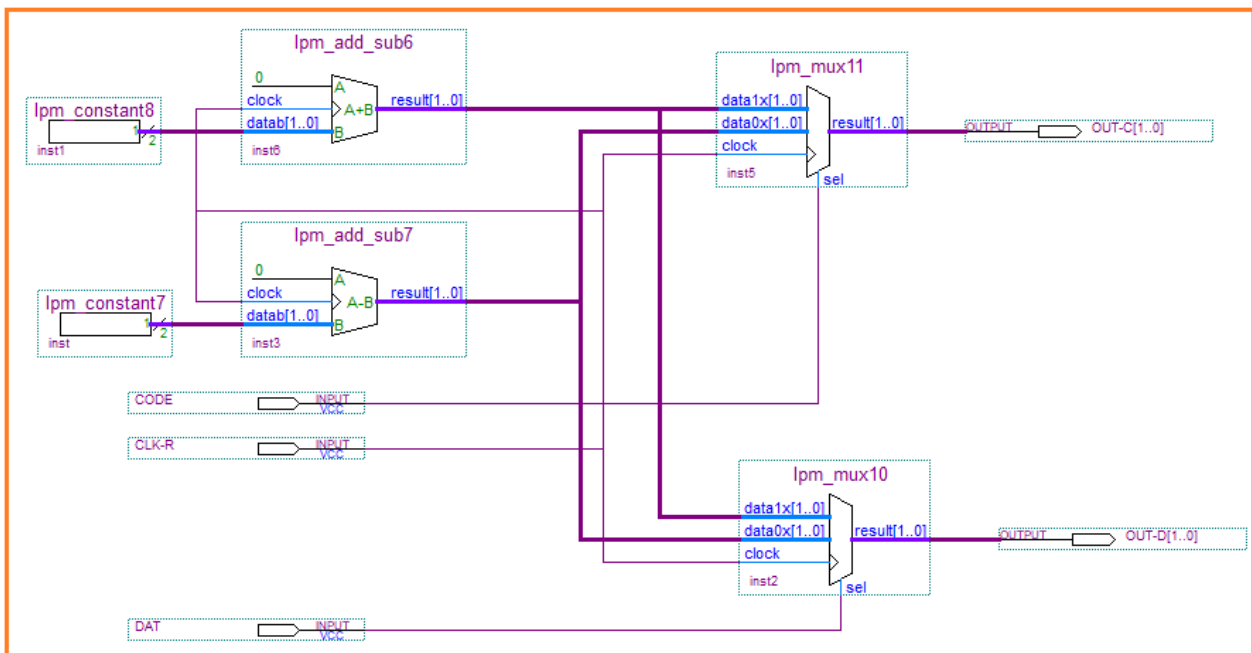 lpm_add_sub6
0
A
clock
A+B
result[1..0]
datab[1..0]
B
inst6
lpm_constant8
1
2
inst1
lpm_mux11
data1x[1..0]
data0x[1..0]
result[1..0]
clock
inst5
sel
OUTPUT
OUT-C[1..0]
lpm_add_sub7
0
A
clock
A-B
result[1..0]
datab[1..0]
B
inst3
lpm_constant7
1
2
inst
CODE
INPUT
VCC
CLK-R
INPUT
VCC
lpm_mux10
data1x[1..0]
data0x[1..0]
result[1..0]
clock
inst2
sel
OUTPUT
OUT-D[1..0]
DAT
INPUT
VCC